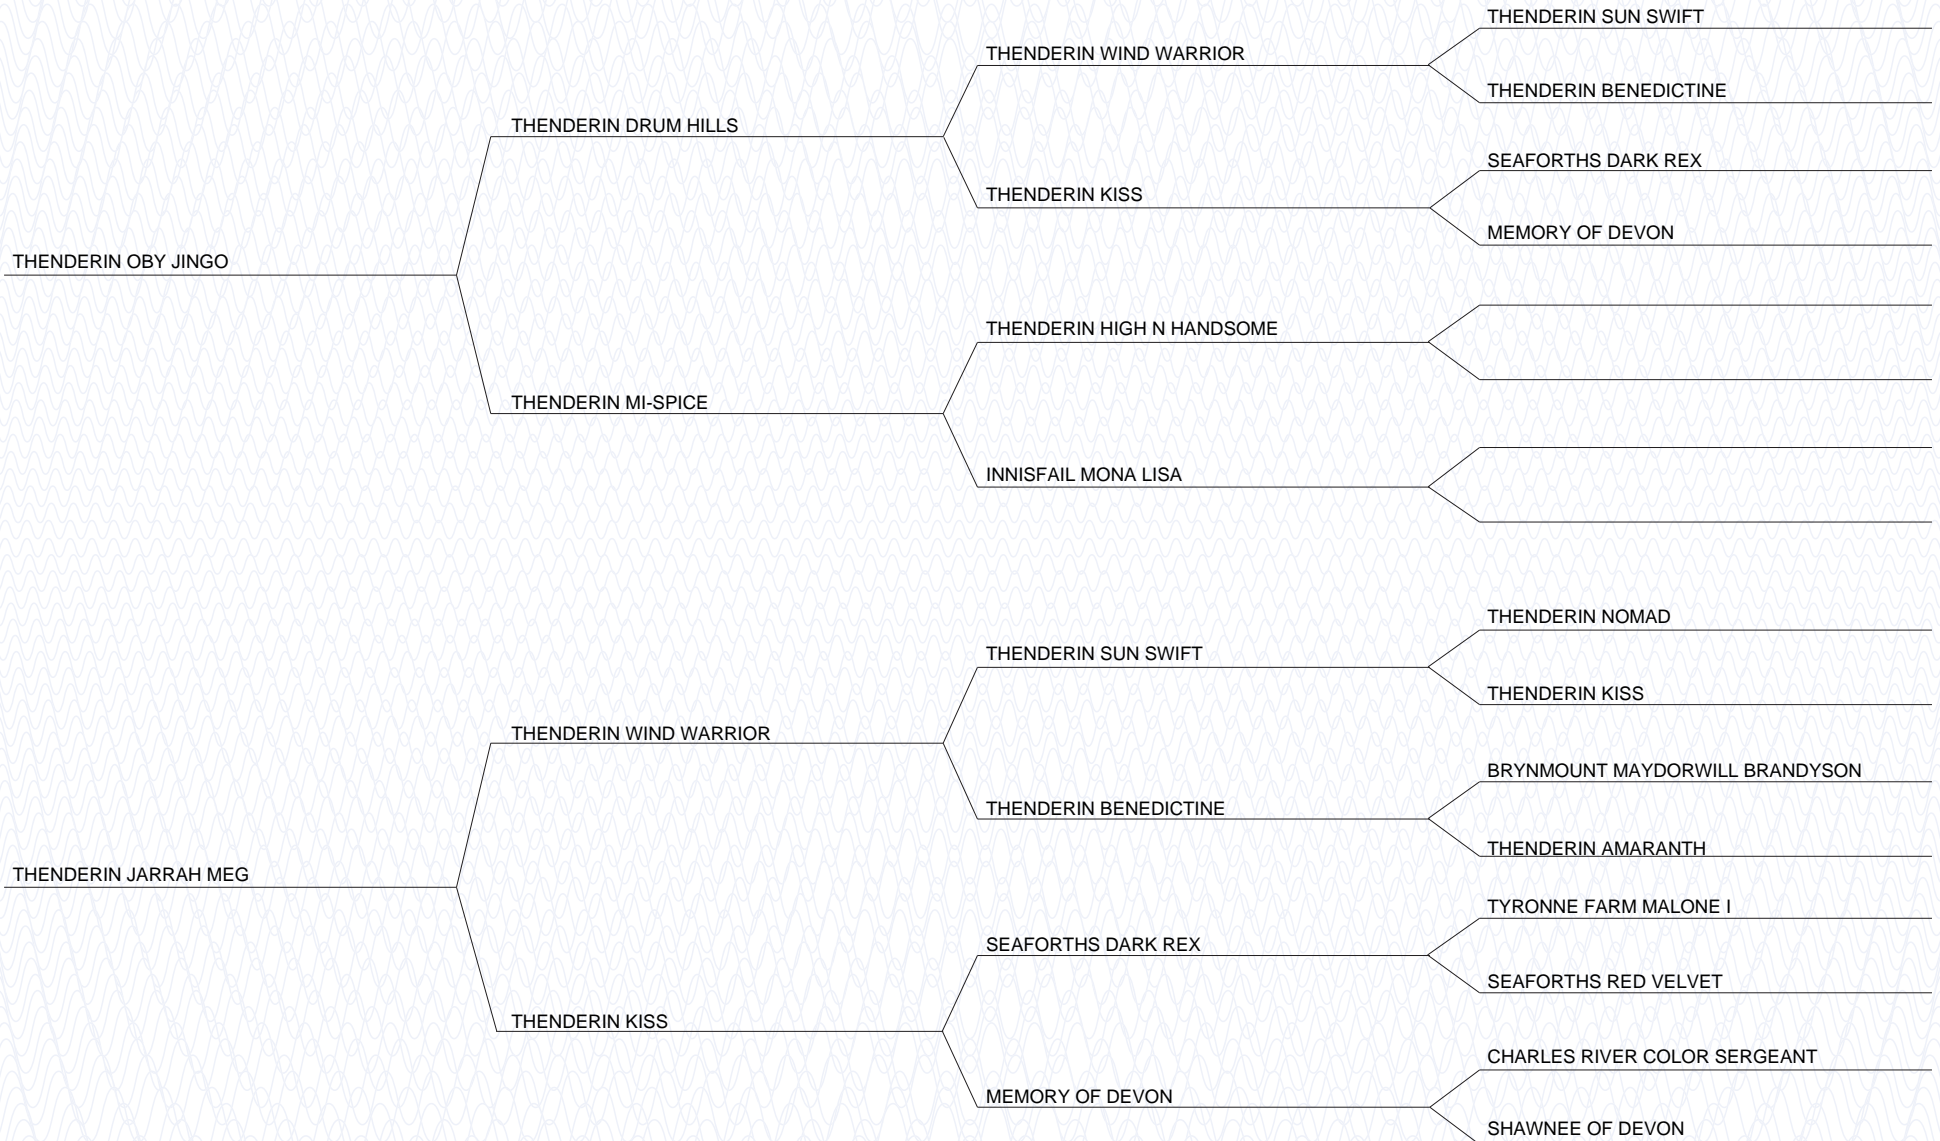 THENDERIN SUN SWIFT
THENDERIN WIND WARRIOR
THENDERIN BENEDICTINE
THENDERIN DRUM HILLS
SEAFORTHS DARK REX
THENDERIN KISS
MEMORY OF DEVON
THENDERIN OBY JINGO
THENDERIN HIGH N HANDSOME
THENDERIN MI-SPICE
INNISFAIL MONA LISA
THENDERIN NOMAD
THENDERIN SUN SWIFT
THENDERIN KISS
THENDERIN WIND WARRIOR
BRYNMOUNT MAYDORWILL BRANDYSON
THENDERIN BENEDICTINE
THENDERIN AMARANTH
THENDERIN JARRAH MEG
TYRONNE FARM MALONE I
SEAFORTHS DARK REX
SEAFORTHS RED VELVET
THENDERIN KISS
CHARLES RIVER COLOR SERGEANT
MEMORY OF DEVON
SHAWNEE OF DEVON